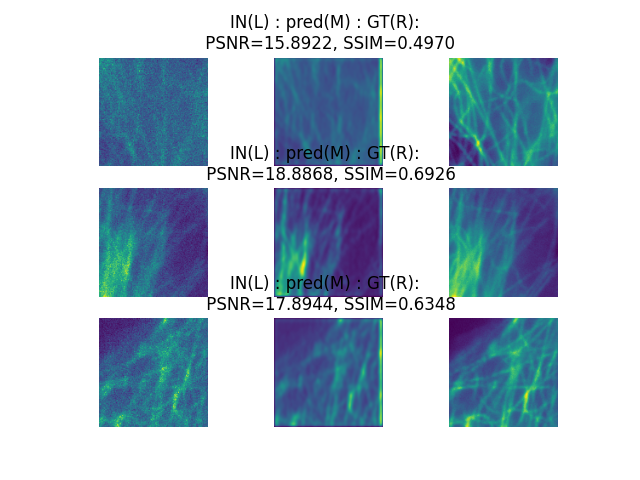 IN(L) : pred(M) : GT(R):
PSNR=15.8922, SSIM=0.4970
IN(L) : pred(M) : GT(R):
PSNR=18.8868, SSIM=0.6926
IN(L) : pred(M) : GT(R):
PSNR=17.8944, SSIM=0.6348